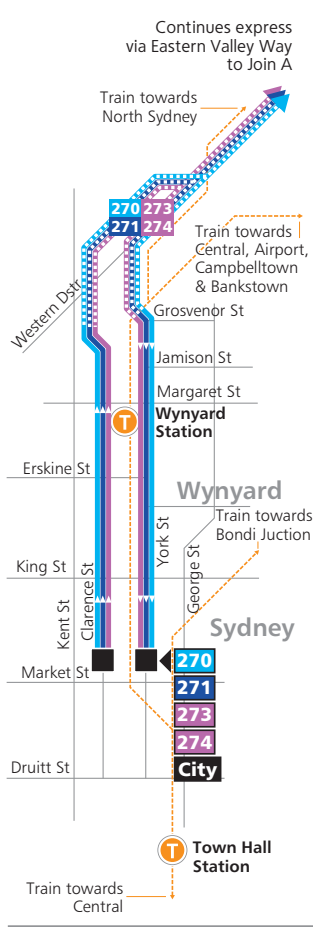 Continues express
via Eastern Valley Way
to Join A
Train towards
North Sydney
270 273
271 274
Train towards
Central, Airport,
Campbelltown
& Bankstown
Western Dstr
Grosvenor St
Jamison St
Margaret St
T
Wynyard
Station
Erskine St
Wynyard
Train towards
Bondi Juction
King St
Kent St
Clarence St
York St
George St
Sydney
Market St
270
271
273
274
City
Druitt St
T
Town Hall
Station
Train towards
Central